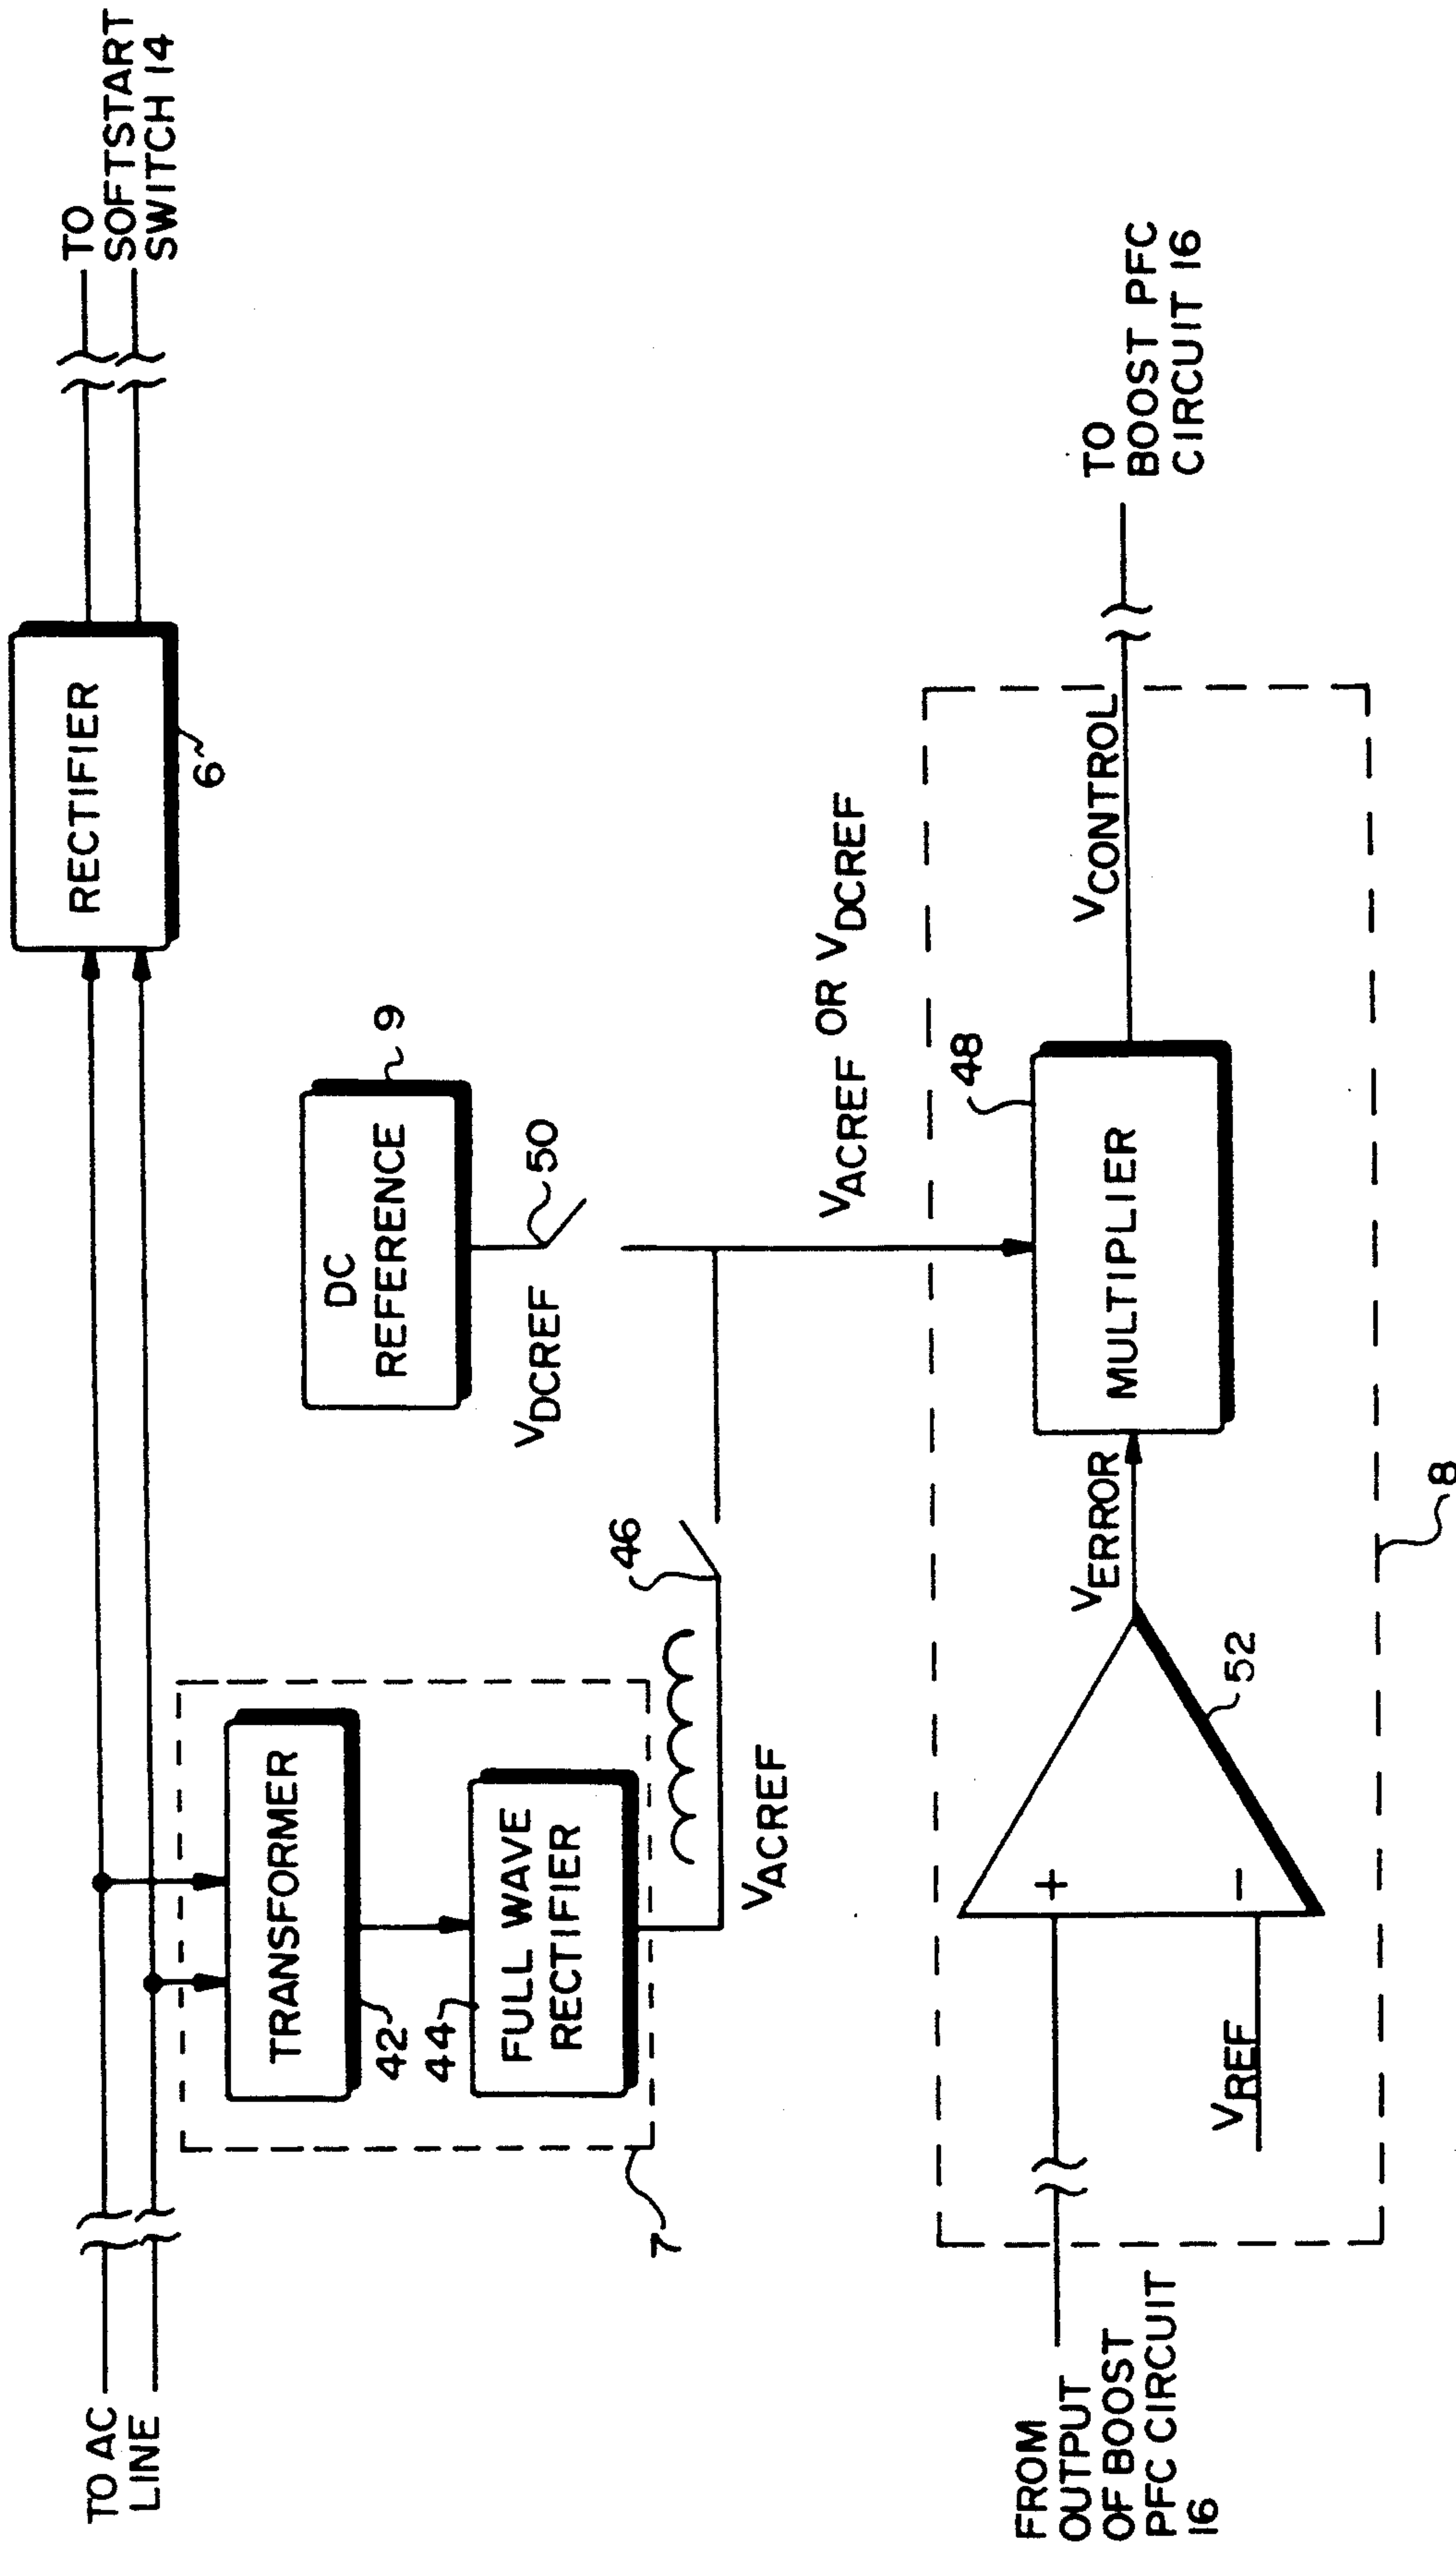 TO AC
LINE
RECTIFIER
6
TO
SOFTSTART
SWITCH 14
TRANSFORMER
42
44
FULL WAVE
RECTIFIER
7
VACREF
46
DC
REFERENCE
9
VDCREF
50
VACREF OR VDCREF
FROM
OUTPUT
OF BOOST
PFC CIRCUIT
16
VREF
+
−
52
VERROR
MULTIPLIER
48
VCONTROL
8
TO
BOOST PFC
CIRCUIT 16